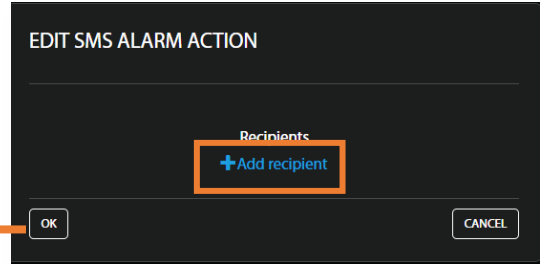 EDIT SMS ALARM ACTION
Recipients
+Add recipient
OK
CANCEL